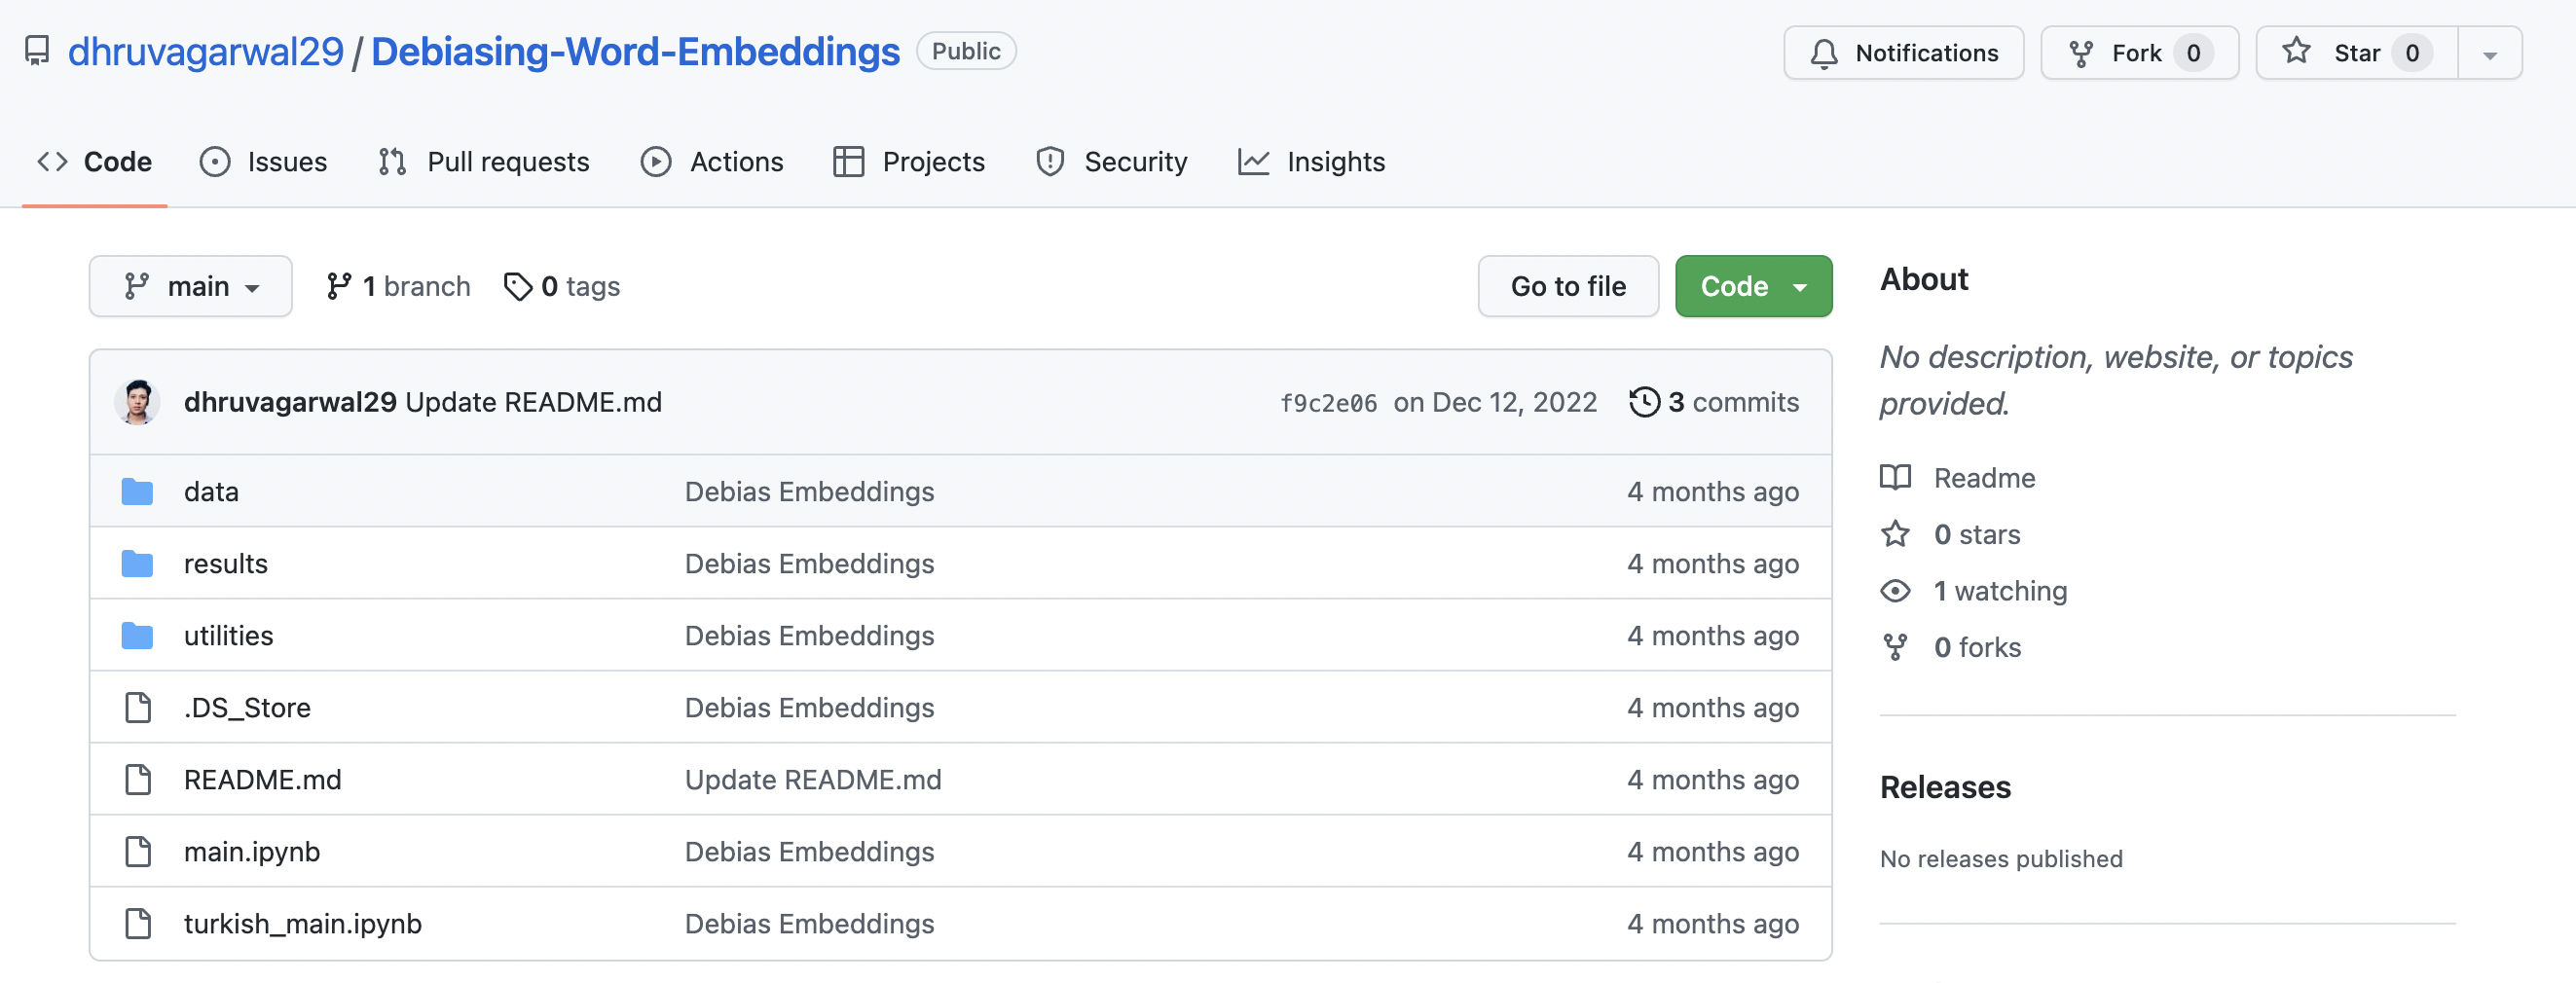 dhruvagarwal29 / Debiasing-Word-Embeddings Public Notifications Fork 0 Star 0
Code Issues Pull requests Actions Projects Security Insights
main 1 branch 0 tags Go to file Code
dhruvagarwal29 Update README.md f9c2e06 on Dec 12, 2022 3 commits
data Debias Embeddings 4 months ago
results Debias Embeddings 4 months ago
utilities Debias Embeddings 4 months ago
.DS_Store Debias Embeddings 4 months ago
README.md Update README.md 4 months ago
main.ipynb Debias Embeddings 4 months ago
turkish_main.ipynb Debias Embeddings 4 months ago
About
No description, website, or topics
provided.
Readme
0 stars
1 watching
0 forks
Releases
No releases published